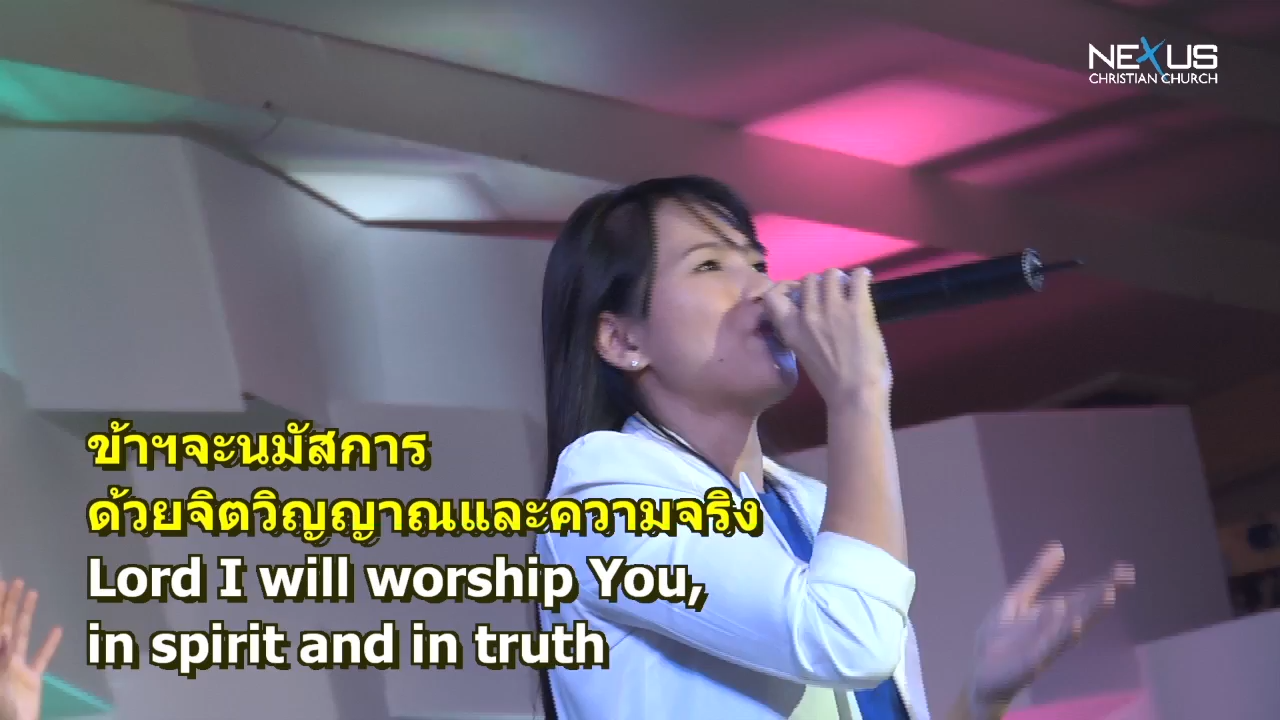 NEXUS
CHRISTIAN CHURCH
ข้าฯจะนมัสการ
ด้วยจิตวิญญาณและความจริง
Lord I will worship You,
in spirit and in truth